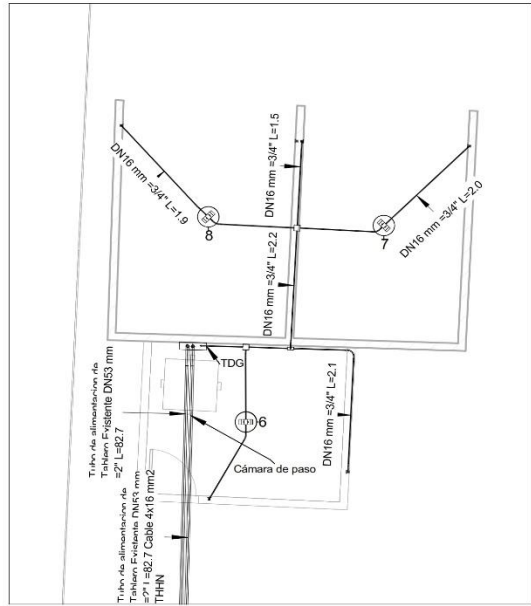 DN16 mm =3/4" L=1.5
DN16 mm =3/4" L=1.9
DN16 mm =3/4" L=2.0
8
7
DN16 mm =3/4" L=2.2
TDG
DN16 mm =3/4" L=2.1
6
Cámara de paso
Tubo de alimentacion de
Tablero Existente DN53 mm
=2" L=82.7
Tubo de alimentacion de
Tablero Existente DN53 mm
=2" L=82.7 Cable 4x16 mm2
THHN